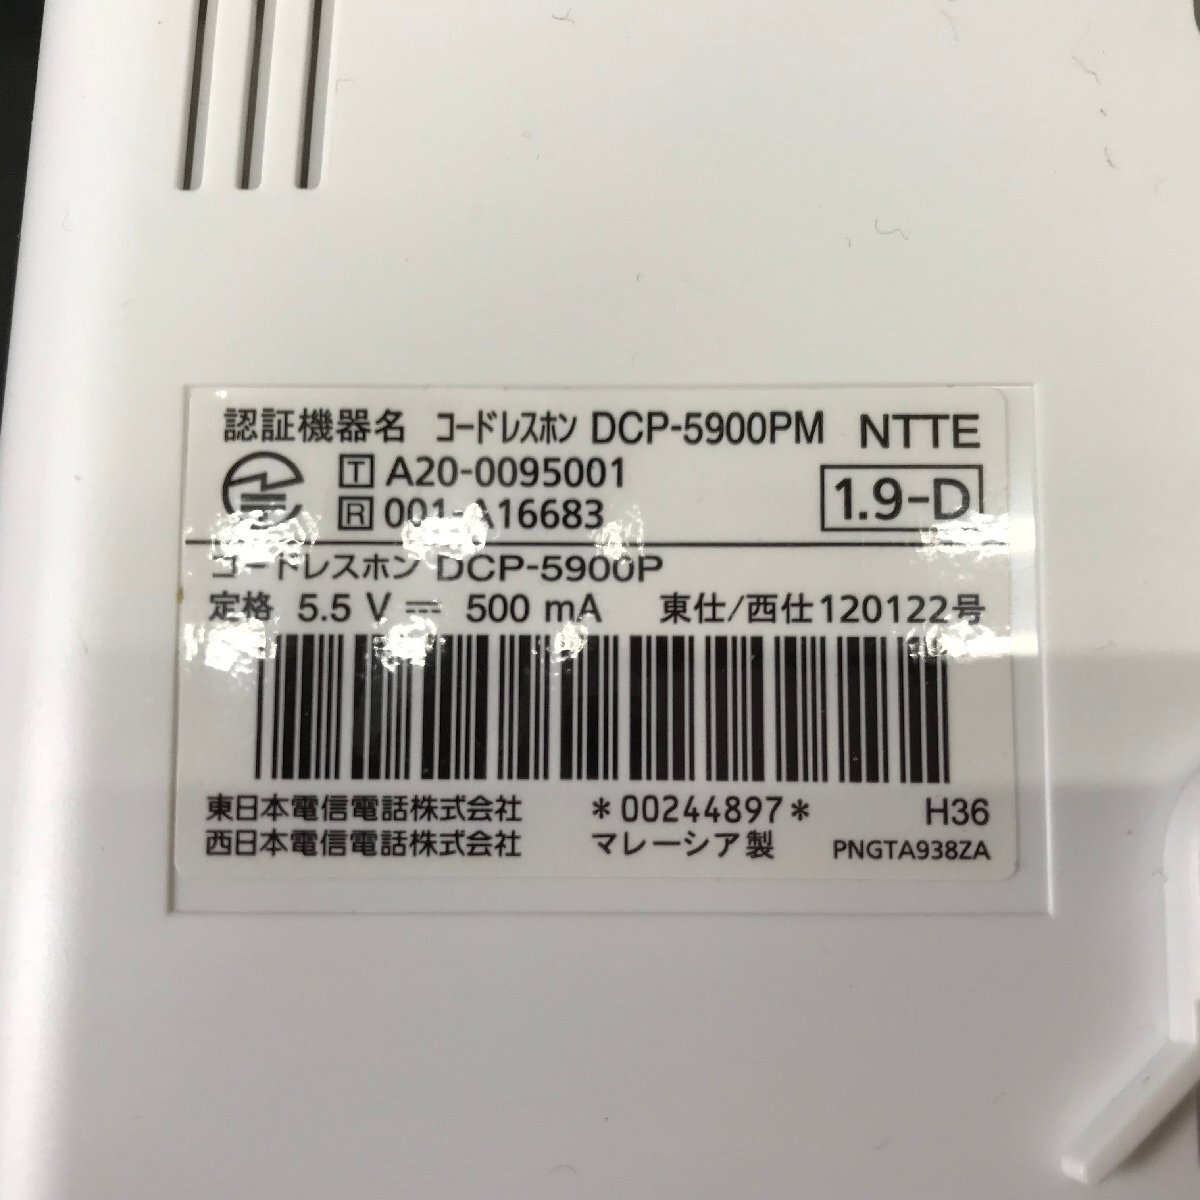 認証機器名 コードレスホン DCP-5900PM NTTE
T A20-0095001
R 001-A16683
1.9-D
コードレスホン DCP-5900P
定格 5.5 V ⎓ 500 mA 東仕/西仕120122号
東日本電信電話株式会社 *00244897* H36
西日本電信電話株式会社 マレーシア製 PNGTA938ZA